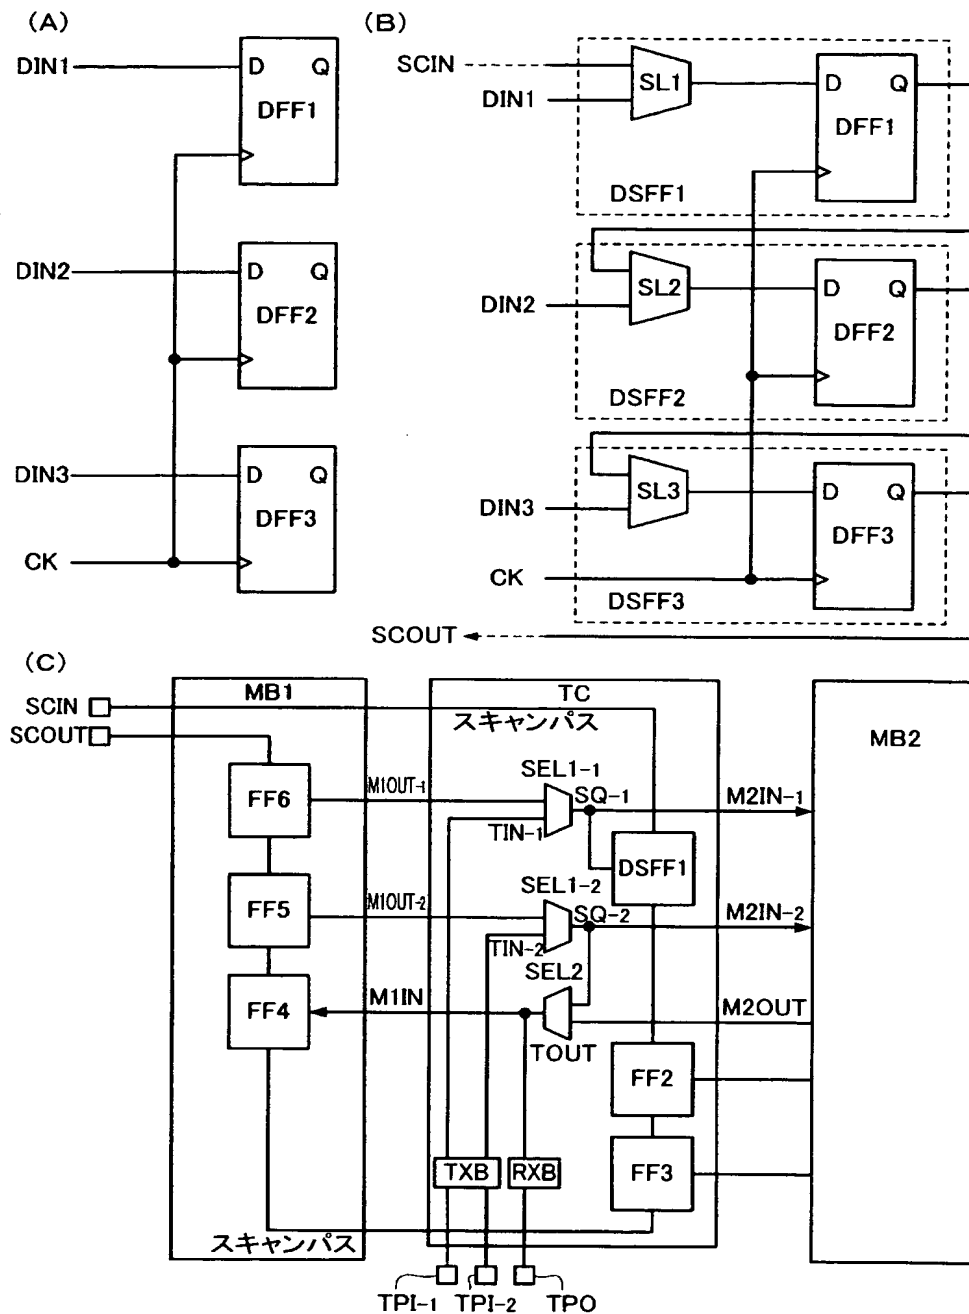 (A)
DIN1
D Q
DFF1
DIN2
D Q
DFF2
DIN3
D Q
DFF3
CK
(B)
SCIN
DIN1
SL1
D Q
DFF1
DSFF1
DIN2
SL2
D Q
DFF2
DSFF2
DIN3
SL3
D Q
DFF3
CK
DSFF3
SCOUT
(C)
SCIN
SCOUT
MB1
TC
スキャンパス
MB2
SEL1-1
FF6
M1OUT-1
SQ-1
M2IN-1
TIN-1
DSFF1
SEL1-2
FF5
M1OUT-2
SQ-2
M2IN-2
TIN-2
SEL2
FF4
M1IN
M2OUT
TOUT
FF2
TXB
RXB
FF3
スキャンパス
TPI-1
TPI-2
TPO